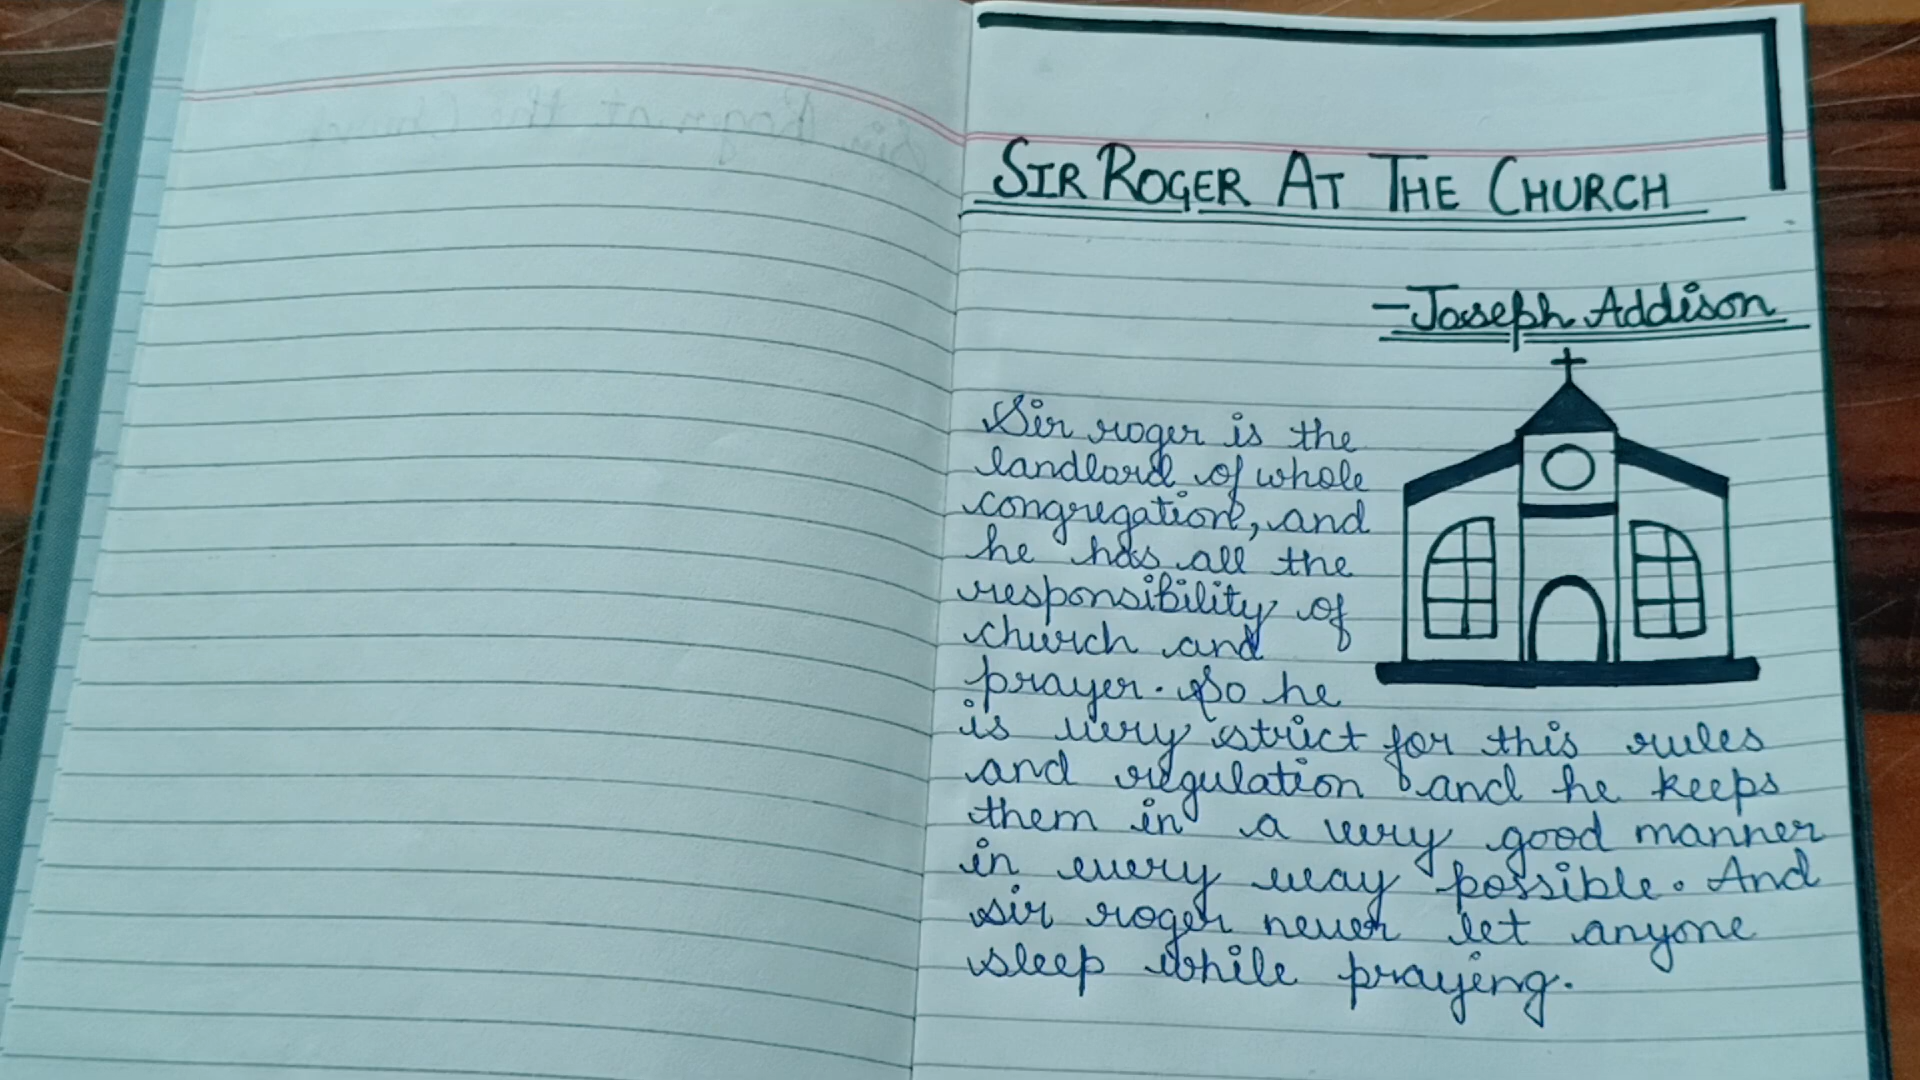 SIR ROGER AT THE CHURCH
-Joseph Addison
Sir roger is the
landlard of whole
congregation, and
he has all the
responsibility of
church and
prayer. So he
is very strict for this rules
and regulation and he keeps
them in a very good manner
in every way possible. And
sir roger never let anyone
sleep while praying.